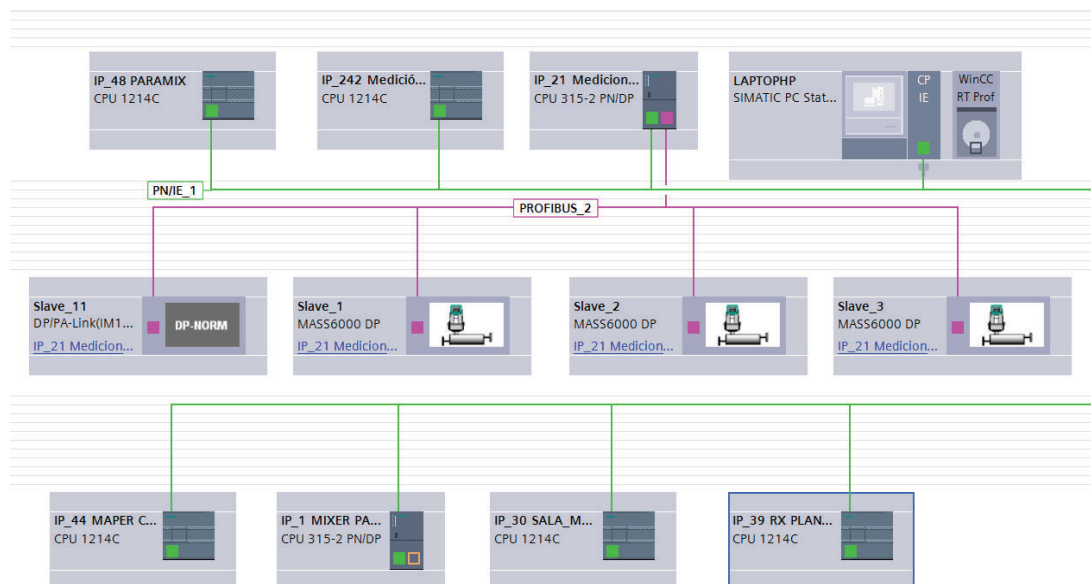 IP_48 PARAMIX
CPU 1214C
IP_242 Medició...
CPU 1214C
IP_21 Medicion...
CPU 315-2 PN/DP
LAPTOPHP
SIMATIC PC Stat...
CP
IE
WinCC
RT Prof
PN/IE_1
PROFIBUS_2
Slave_11
DP/PA-Link(IM1...
IP_21 Medicion...
DP-NORM
Slave_1
MASS6000 DP
IP_21 Medicion...
Slave_2
MASS6000 DP
IP_21 Medicion...
Slave_3
MASS6000 DP
IP_21 Medicion...
IP_44 MAPER C...
CPU 1214C
IP_1 MIXER PA...
CPU 315-2 PN/DP
IP_30 SALA_M...
CPU 1214C
IP_39 RX PLAN...
CPU 1214C